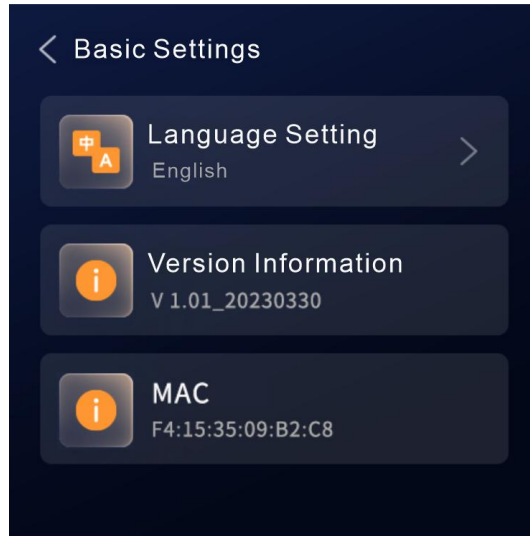 Basic Settings
中 A
Language Setting
English
i
Version Information
V 1.01_20230330
i
MAC
F4:15:35:09:B2:C8